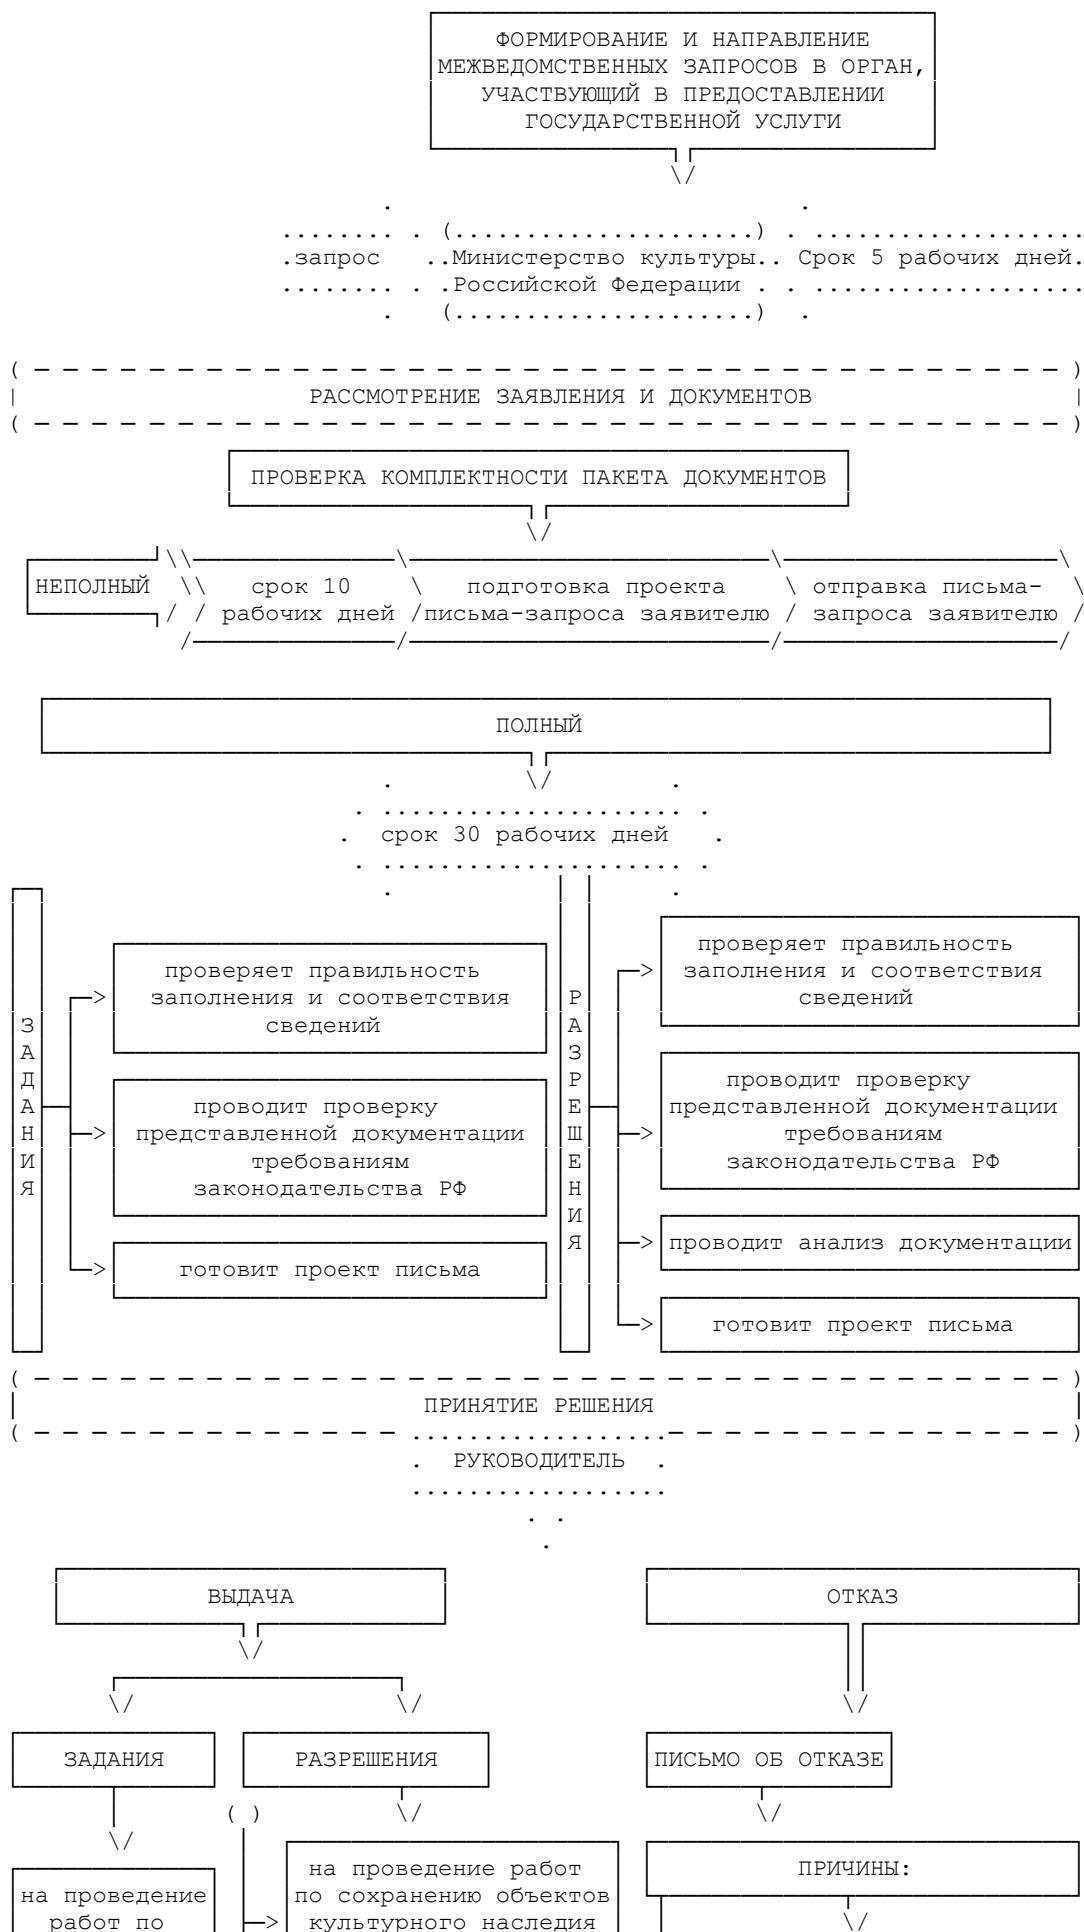 ФОРМИРОВАНИЕ И НАПРАВЛЕНИЕ
МЕЖВЕДОМСТВЕННЫХ ЗАПРОСОВ В ОРГАН,
УЧАСТВУЮЩИЙ В ПРЕДОСТАВЛЕНИИ
ГОСУДАРСТВЕННОЙ УСЛУГИ
запрос
Министерство культуры
Российской Федерации
Срок 5 рабочих дней
РАССМОТРЕНИЕ ЗАЯВЛЕНИЯ И ДОКУМЕНТОВ
ПРОВЕРКА КОМПЛЕКТНОСТИ ПАКЕТА ДОКУМЕНТОВ
НЕПОЛНЫЙ
срок 10
рабочих дней
подготовка проекта
письма-запроса заявителю
отправка письма-
запроса заявителю
ПОЛНЫЙ
срок 30 рабочих дней
ЗАДАНИЯ
проверяет правильность
заполнения и соответствия
сведений
проводит проверку
представленной документации
требованиям
законодательства РФ
готовит проект письма
РАЗРЕШЕНИЯ
проверяет правильность
заполнения и соответствия
сведений
проводит проверку
представленной документации
требованиям
законодательства РФ
проводит анализ документации
готовит проект письма
ПРИНЯТИЕ РЕШЕНИЯ
РУКОВОДИТЕЛЬ
ВЫДАЧА
ОТКАЗ
ЗАДАНИЯ
РАЗРЕШЕНИЯ
ПИСЬМО ОБ ОТКАЗЕ
на проведение
работ по
на проведение работ
по сохранению объектов
культурного наследия
ПРИЧИНЫ: